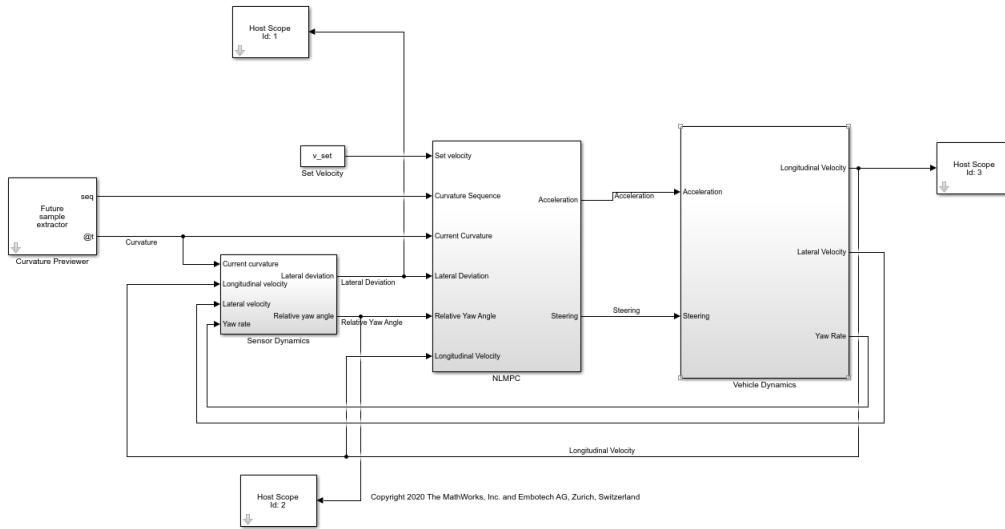 Host Scope
Id: 1
v_set
Set Velocity
Future
sample
extractor
seq
@t
Curvature Previewer
Curvature
Current curvature
Longitudinal velocity
Lateral velocity
Yaw rate
Lateral deviation
Relative yaw angle
Sensor Dynamics
Lateral Deviation
Relative Yaw Angle
Set velocity
Curvature Sequence
Current Curvature
Lateral Deviation
Relative Yaw Angle
Longitudinal Velocity
Acceleration
Steering
NLMPC
Acceleration
Steering
Acceleration
Steering
Longitudinal Velocity
Lateral Velocity
Yaw Rate
Vehicle Dynamics
Host Scope
Id: 3
Longitudinal Velocity
Host Scope
Id: 2
Copyright 2020 The MathWorks, Inc. and Embotech AG, Zurich, Switzerland